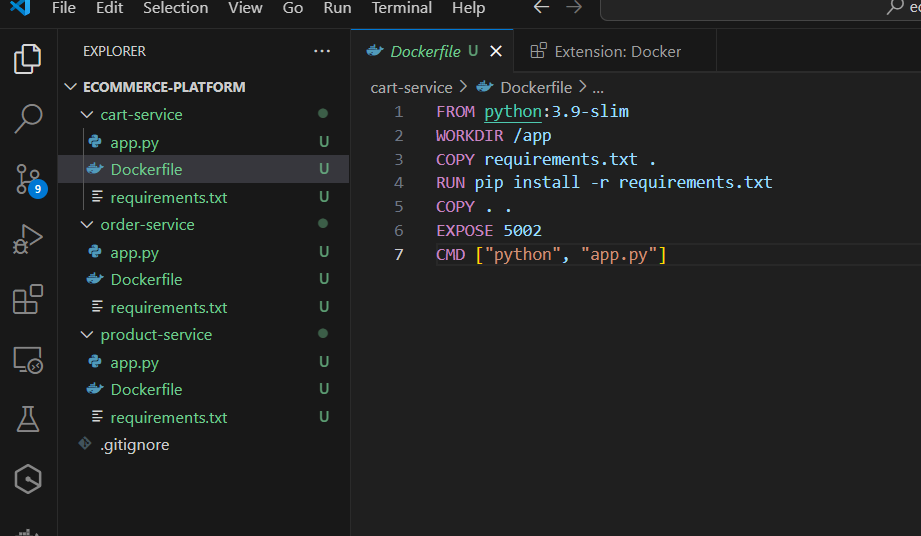 File Edit Selection View Go Run Terminal Help
EXPLORER
ECOMMERCE-PLATFORM
cart-service
app.py U
Dockerfile U
requirements.txt U
order-service
app.py U
Dockerfile U
requirements.txt U
product-service
app.py U
Dockerfile U
requirements.txt U
.gitignore
9
Dockerfile U Extension: Docker
cart-service > Dockerfile > ...
1 FROM python:3.9-slim
2 WORKDIR /app
3 COPY requirements.txt .
4 RUN pip install -r requirements.txt
5 COPY . .
6 EXPOSE 5002
7 CMD ["python", "app.py"]